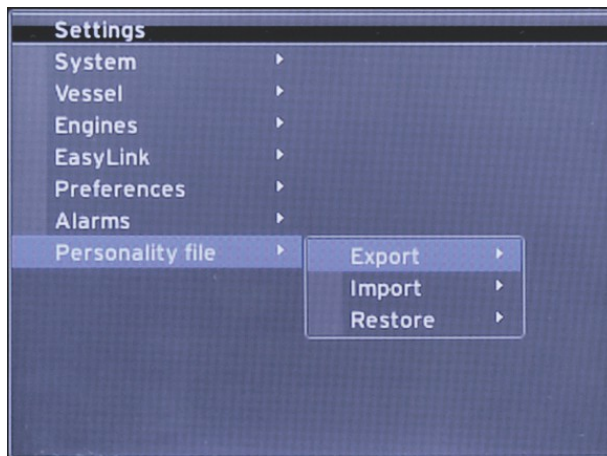 Settings
System
Vessel
Engines
EasyLink
Preferences
Alarms
Personality file
Export
Import
Restore